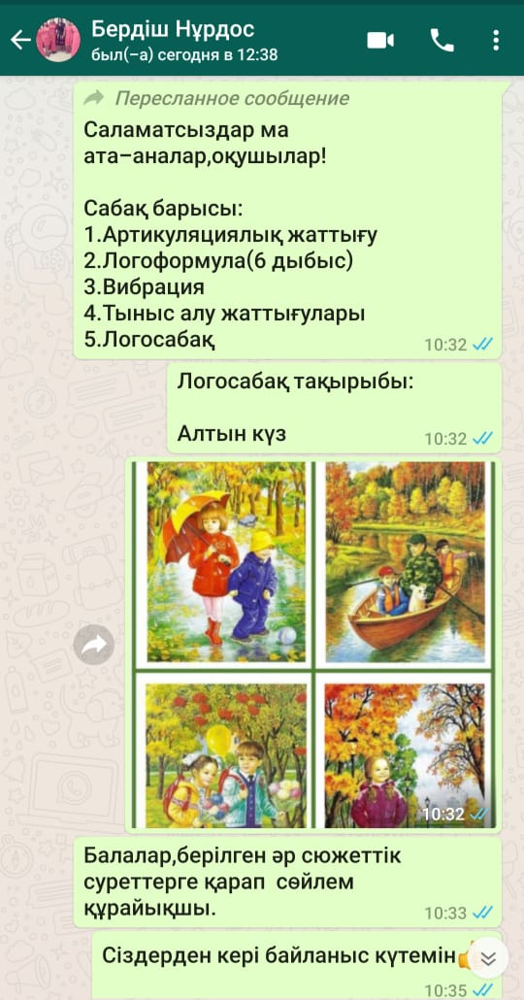 Бердіш Нұрдос
был(–а) сегодня в 12:38
Пересланное сообщение
Саламатсыздар ма
ата–аналар,оқушылар!
Сабақ барысы:
1.Артикуляциялық жаттығу
2.Логоформула(6 дыбыс)
3.Вибрация
4.Тыныс алу жаттығулары
5.Логосабақ
10:32
Логосабақ тақырыбы:
Алтын күз
10:32
10:32
Балалар,берілген әр сюжеттік
суреттерге қарап сөйлем
құрайықшы.
10:33
Сіздерден кері байланыс күтемін
10:35